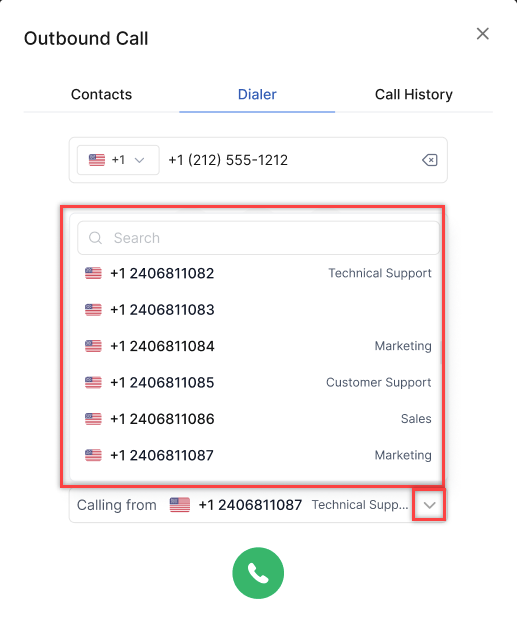 Outbound Call
Contacts Dialer Call History
+1 +1 (212) 555-1212
Search
+1 2406811082 Technical Support
+1 2406811083
+1 2406811084 Marketing
+1 2406811085 Customer Support
+1 2406811086 Sales
+1 2406811087 Marketing
Calling from +1 2406811087 Technical Supp...